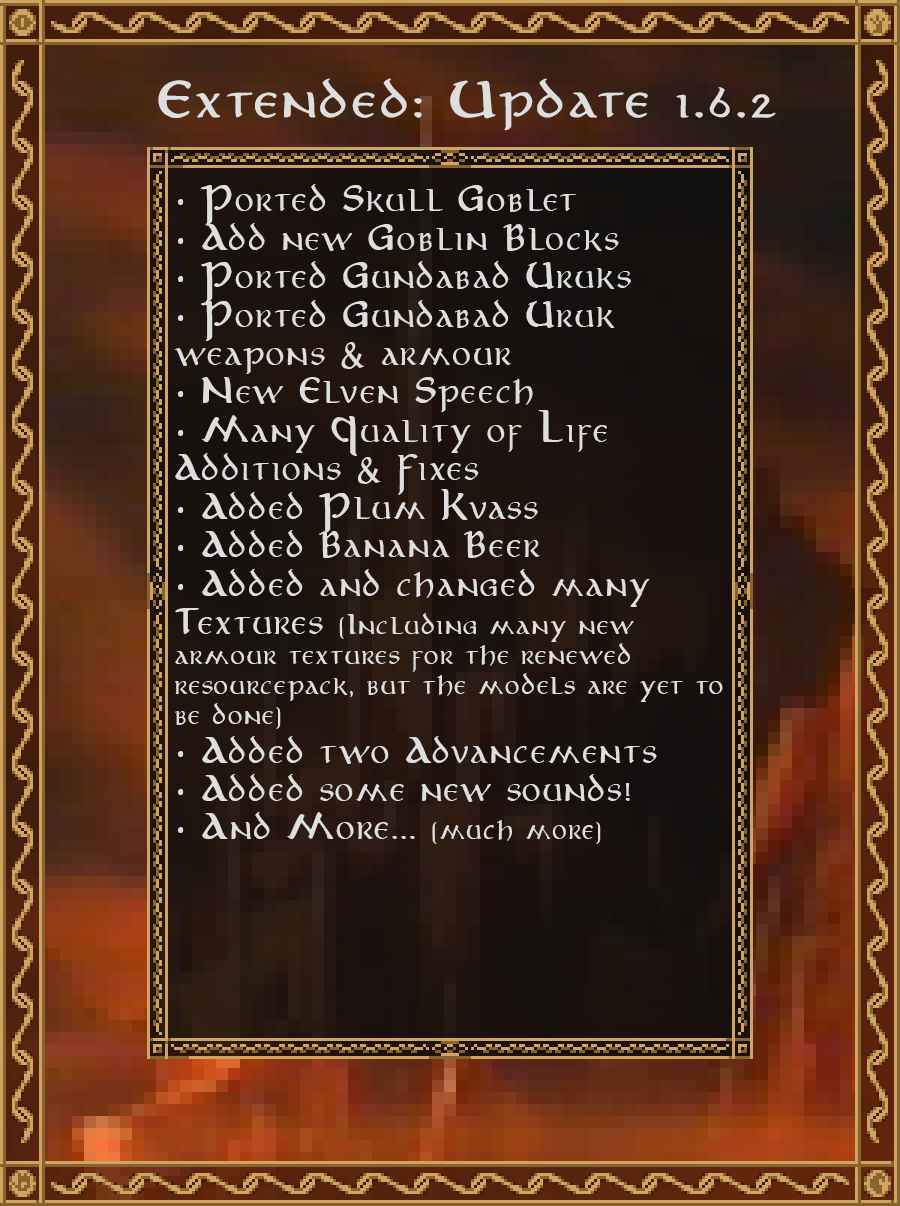 Extended: Update 1.6.2
• Ported Skull Goblet
• Add new Goblin Blocks
• Ported Gundabad Uruks
• Ported Gundabad Uruk
weapons & armour
• New Elven Speech
• Many Quality of Life
Additions & Fixes
• Added Plum Kvass
• Added Banana Beer
• Added and changed many
Textures (Including many new
armour textures for the renewed
resourcepack, but the models are yet to
be done)
• Added two Advancements
• Added some new sounds!
• And More... (much more)